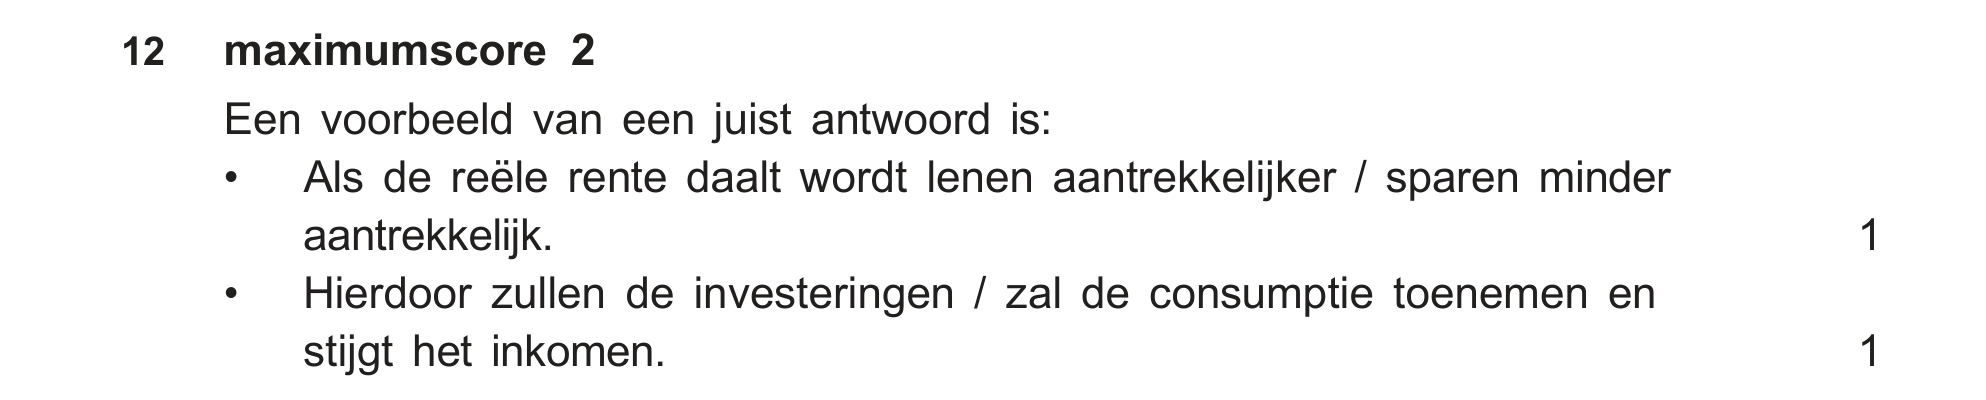 12 maximumscore 2
Een voorbeeld van een juist antwoord is:
• Als de reële rente daalt wordt lenen aantrekkelijker / sparen minder
aantrekkelijk. 1
• Hierdoor zullen de investeringen / zal de consumptie toenemen en
stijgt het inkomen. 1